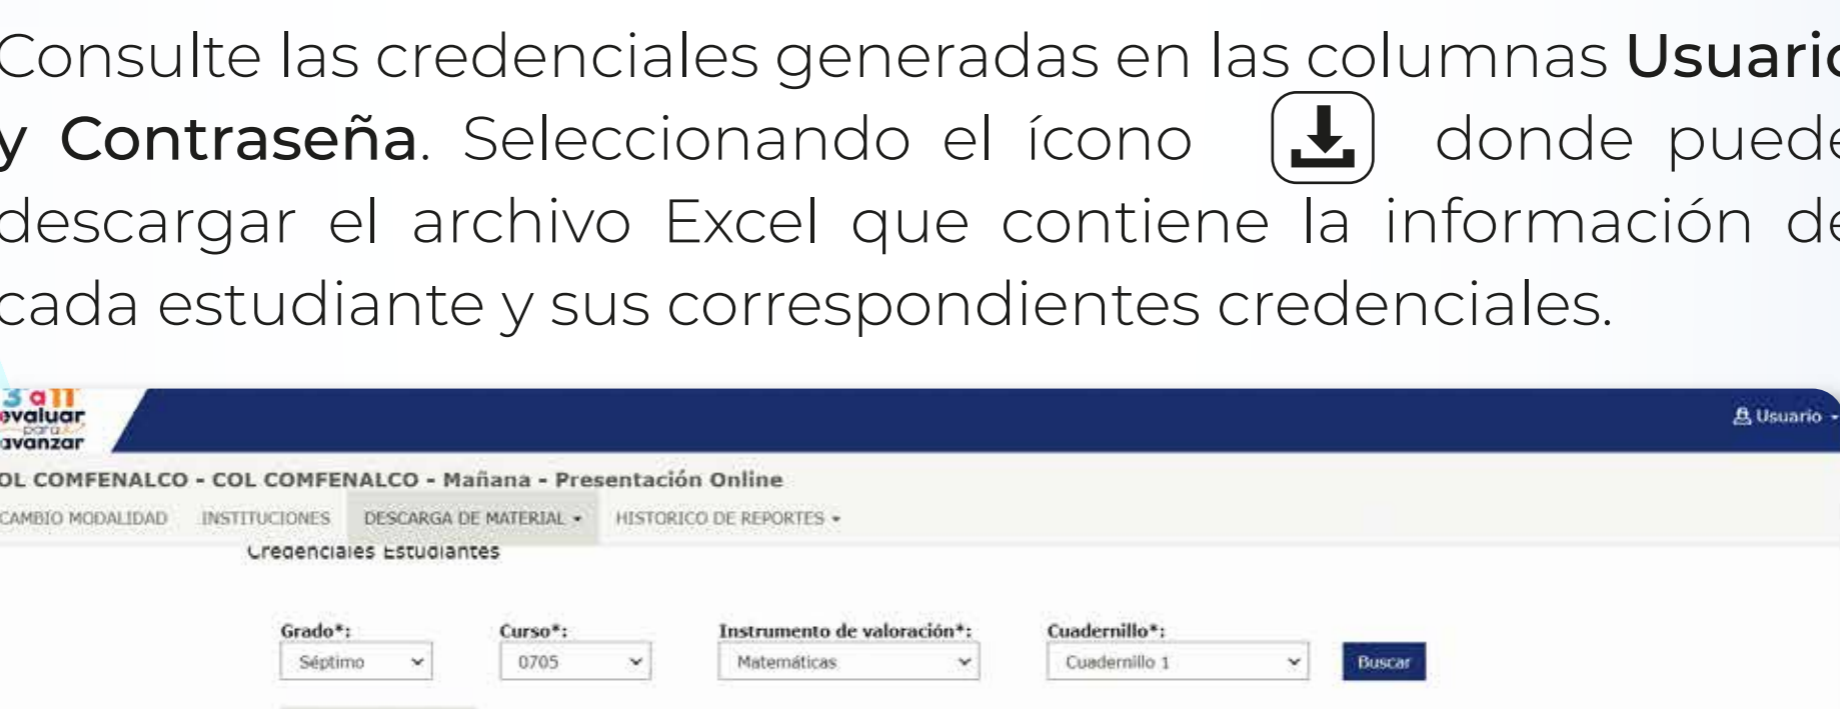 Consulte las credenciales generadas en las columnas Usuario
y Contraseña. Seleccionando el ícono donde puede
descargar el archivo Excel que contiene la información de
cada estudiante y sus correspondientes credenciales.
3 a 11
evaluar
para
avanzar
Usuario
OL COMFENALCO - COL COMFENALCO - Mañana - Presentación Online
CAMBIO MODALIDAD INSTITUCIONES DESCARGA DE MATERIAL HISTORICO DE REPORTES
Credenciales Estudiantes
Grado*: Curso*: Instrumento de valoración*: Cuadernillo*:
Séptimo 0705 Matemáticas Cuadernillo 1 Buscar